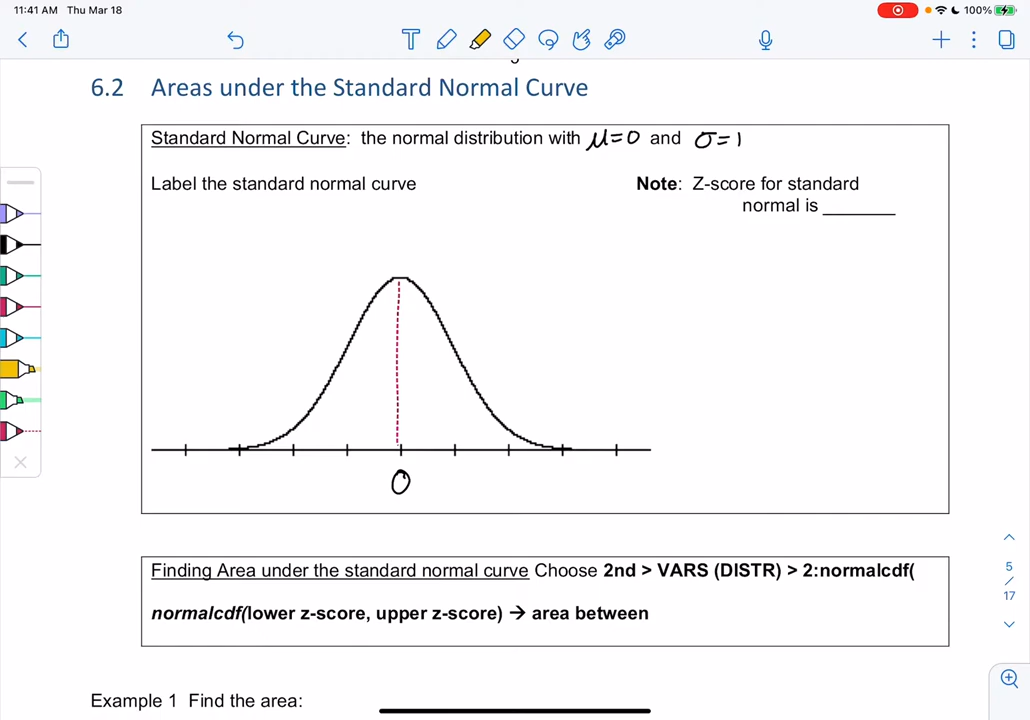 11:41 AM Thu Mar 18
100%
6.2 Areas under the Standard Normal Curve
Standard Normal Curve: the normal distribution with μ=0 and σ=1
Label the standard normal curve
Note: Z-score for standard
normal is ________
0
Finding Area under the standard normal curve Choose 2nd > VARS (DISTR) > 2:normalcdf(
normalcdf(lower z-score, upper z-score) → area between
5
/
17
Example 1 Find the area: